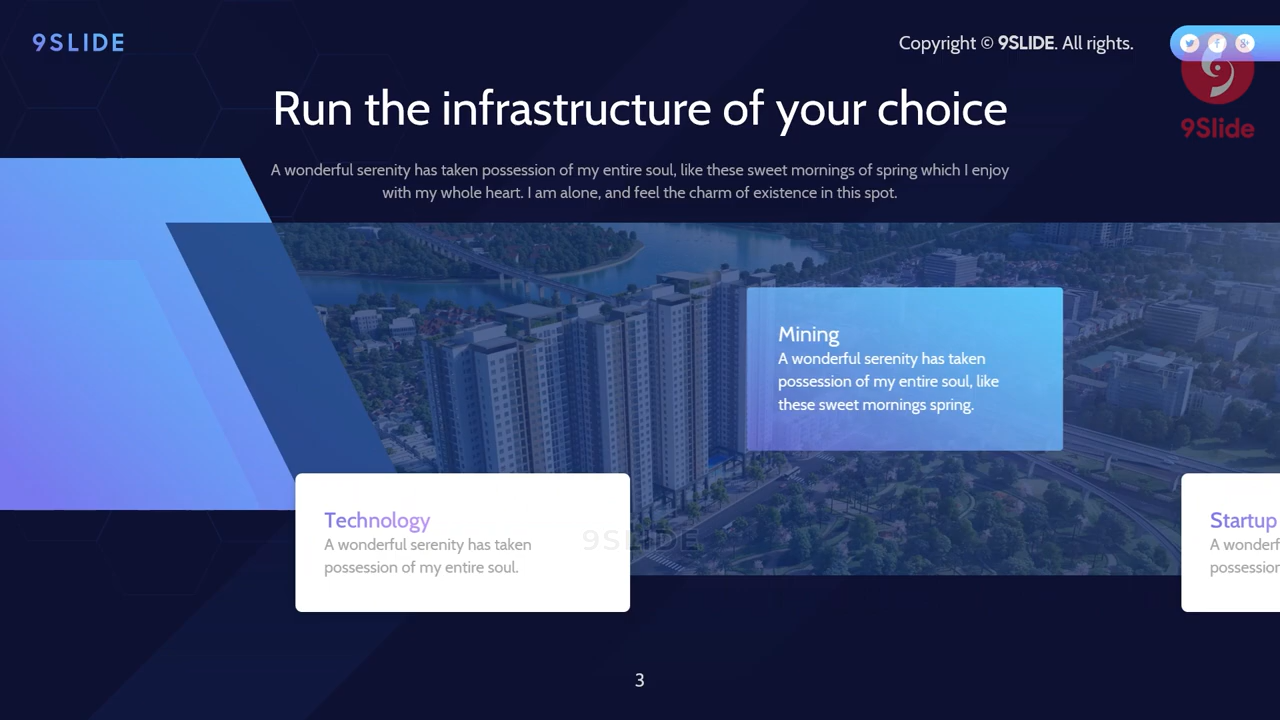 9SLIDE
Copyright © 9SLIDE. All rights.
9Slide
Run the infrastructure of your choice
A wonderful serenity has taken possession of my entire soul, like these sweet mornings of spring which I enjoy
with my whole heart. I am alone, and feel the charm of existence in this spot.
Mining
A wonderful serenity has taken
possession of my entire soul, like
these sweet mornings spring.
Technology
A wonderful serenity has taken
possession of my entire soul.
9SLIDE
Startup
A
3